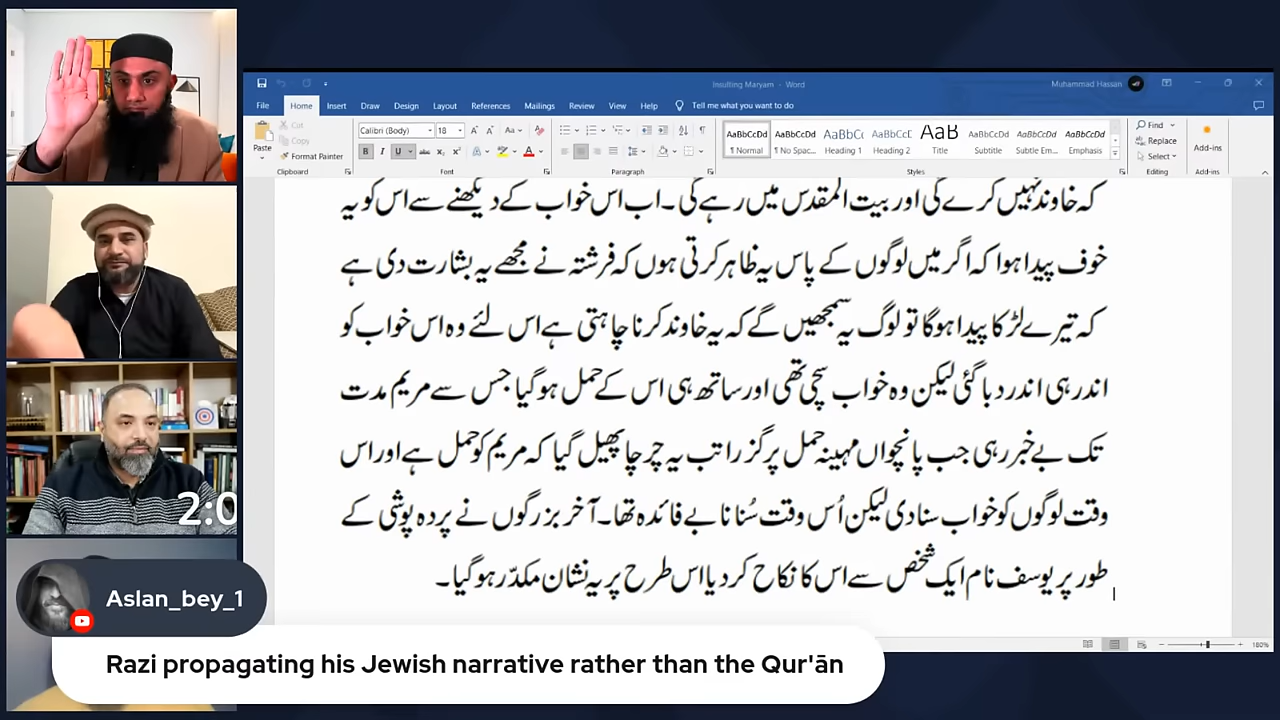 Insulting Maryam - Word
Muhammad Hassan
File Home Insert Draw Design Layout References Mailings Review View Help Tell me what you want to do
Paste
Cut
Copy
Format Painter
Clipboard
Calibri (Body) 18
Font
Paragraph
AaBbCcDd AaBbCcDd AaBbCc AaBbCcD AaB AaBbCcD AaBbCcDd AaBbCcDd
¶ Normal ¶ No Spac... Heading 1 Heading 2 Title Subtitle Subtle Em... Emphasis
Styles
Find
Replace
Select
Editing
Add-ins
Add-ins
کہ خاوند نہیں کرے گی اور بیت المقدس میں رہے گی۔ اب اس خواب کے دیکھنے سے اس کو یہ
خوف پیدا ہوا کہ اگر میں لوگوں کے پاس یہ ظاہر کرتی ہوں کہ فرشتہ نے مجھے یہ بشارت دی ہے
کہ تیرے لڑکا پیدا ہوگا تو لوگ یہ سمجھیں گے کہ یہ خاوند کرنا چاہتی ہے اس لئے وہ اس خواب کو
اندر ہی اندر دبا گئی لیکن وہ خواب سچی تھی اور ساتھ ہی اس کے حمل ہو گیا جس سے مریم مدت
تک بے خبر رہی جب پانچواں مہینہ حمل پر گزرا تب یہ چرچا پھیل گیا کہ مریم کو حمل ہے اور اس
وقت لوگوں کو خواب سنا دی لیکن اُس وقت سُنانا بے فائدہ تھا۔ آخر بزرگوں نے پردہ پوشی کے
طور پر یوسف نام ایک شخص سے اس کا نکاح کر دیا اس طرح پر یہ نشان مکدّر ہو گیا۔
180%
2:0
Aslan_bey_1
Razi propagating his Jewish narrative rather than the Qur'ān